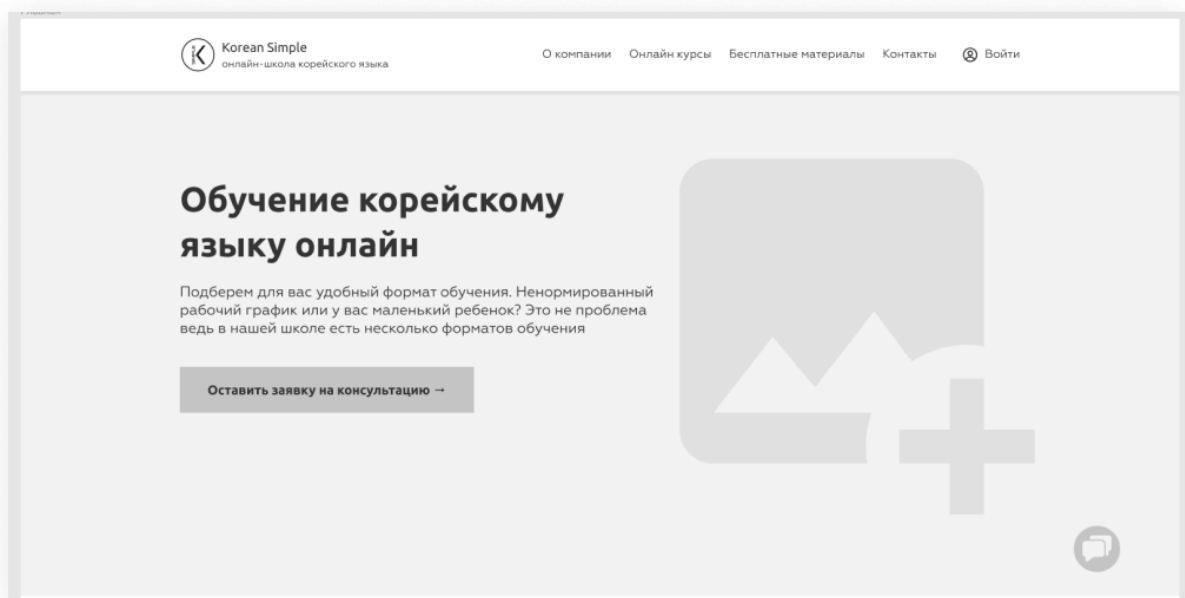 Korean Simple
онлайн-школа корейского языка
О компании Онлайн курсы Бесплатные материалы Контакты Войти
Обучение корейскому
языку онлайн
Подберем для вас удобный формат обучения. Ненормированный
рабочий график или у вас маленький ребенок? Это не проблема
ведь в нашей школе есть несколько форматов обучения
Оставить заявку на консультацию →